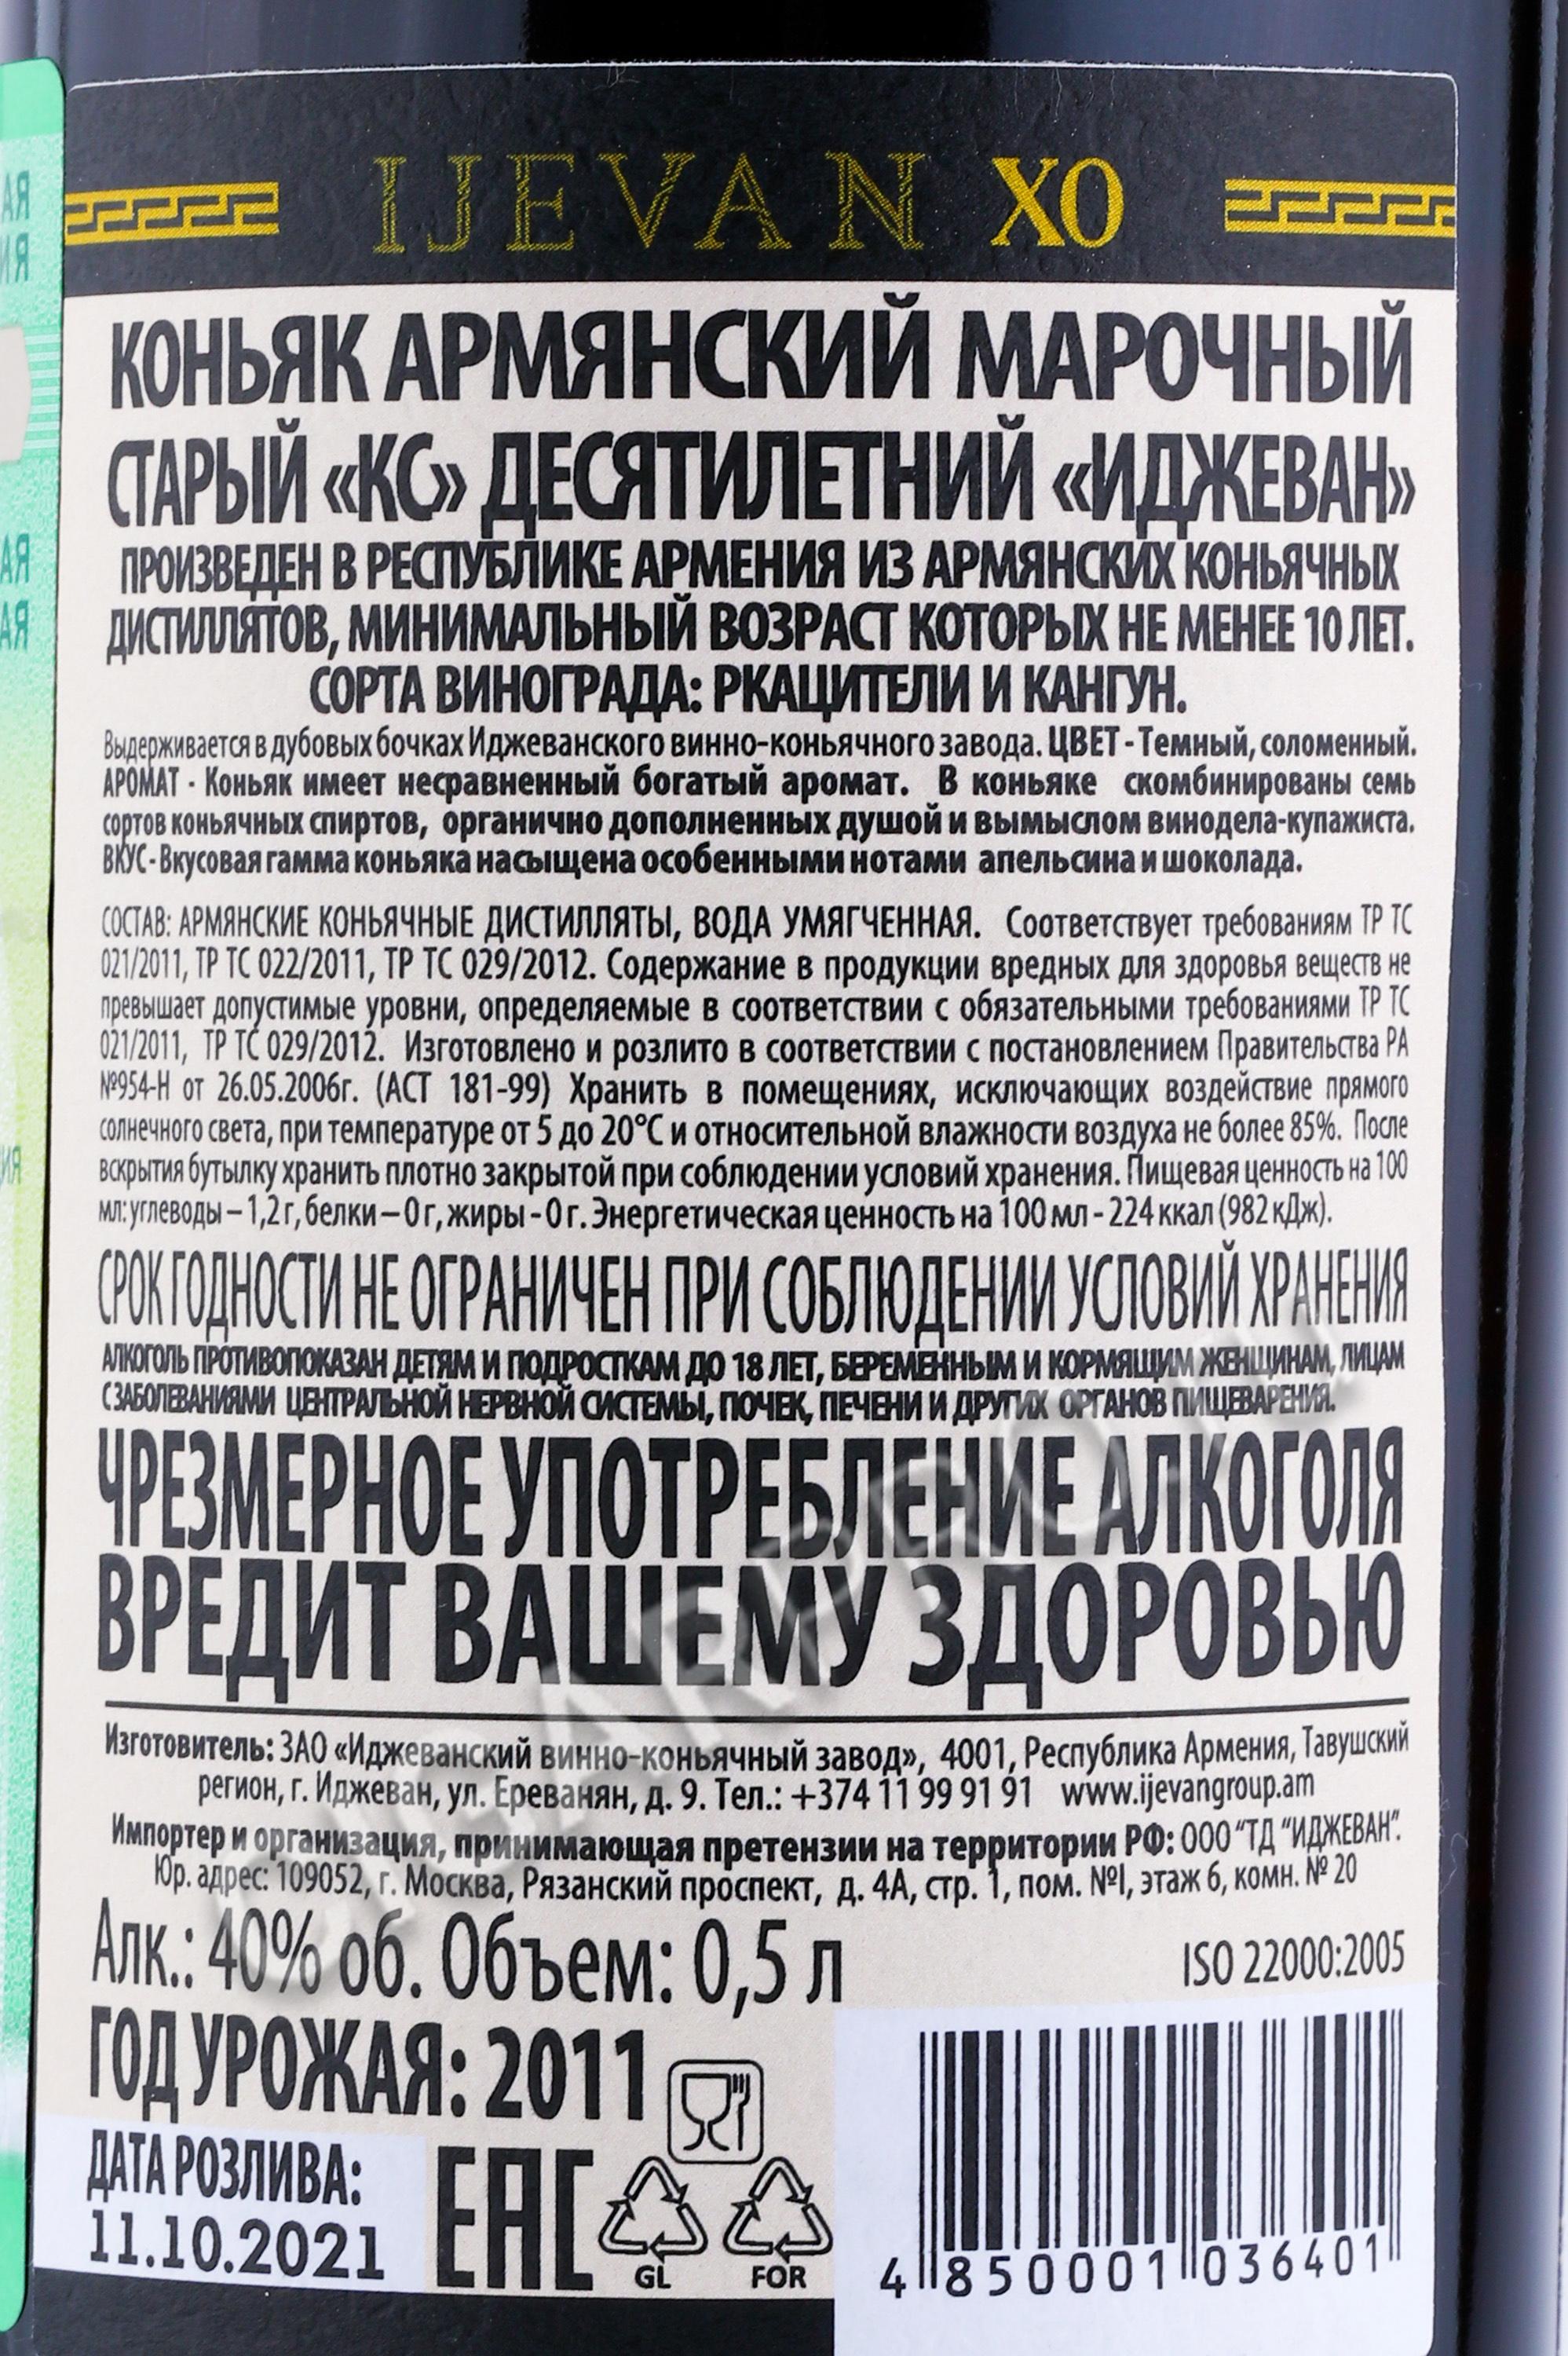 IJEVAN XO
КОНЬЯК АРМЯНСКИЙ МАРОЧНЫЙ
СТАРЫЙ «КС» ДЕСЯТИЛЕТНИЙ «ИДЖЕВАН»
ПРОИЗВЕДЕН В РЕСПУБЛИКЕ АРМЕНИЯ ИЗ АРМЯНСКИХ КОНЬЯЧНЫХ
ДИСТИЛЛЯТОВ, МИНИМАЛЬНЫЙ ВОЗРАСТ КОТОРЫХ НЕ МЕНЕЕ 10 ЛЕТ.
СОРТА ВИНОГРАДА: РКАЦИТЕЛИ И КАНГУН.
Выдерживается в дубовых бочках Иджеванского винно-коньячного завода. ЦВЕТ - Темный, соломенный.
АРОМАТ - Коньяк имеет несравненный богатый аромат. В коньяке скомбинированы семь
сортов коньячных спиртов, органично дополненных душой и вымыслом винодела-купажиста.
ВКУС - Вкусовая гамма коньяка насыщена особенными нотами апельсина и шоколада.
СОСТАВ: АРМЯНСКИЕ КОНЬЯЧНЫЕ ДИСТИЛЛЯТЫ, ВОДА УМЯГЧЕННАЯ. Соответствует требованиям ТР ТС
021/2011, ТР ТС 022/2011, ТР ТС 029/2012. Содержание в продукции вредных для здоровья веществ не
превышает допустимые уровни, определяемые в соответствии с обязательными требованиями ТР ТС
021/2011, ТР ТС 029/2012. Изготовлено и розлито в соответствии с постановлением Правительства РА
№954-Н от 26.05.2006г. (АСТ 181-99) Хранить в помещениях, исключающих воздействие прямого
солнечного света, при температуре от 5 до 20°С и относительной влажности воздуха не более 85%. После
вскрытия бутылку хранить плотно закрытой при соблюдении условий хранения. Пищевая ценность на 100
мл: углеводы – 1,2 г, белки – 0 г, жиры - 0 г. Энергетическая ценность на 100 мл - 224 ккал (982 кДж).
СРОК ГОДНОСТИ НЕ ОГРАНИЧЕН ПРИ СОБЛЮДЕНИИ УСЛОВИЙ ХРАНЕНИЯ
АЛКОГОЛЬ ПРОТИВОПОКАЗАН ДЕТЯМ И ПОДРОСТКАМ ДО 18 ЛЕТ, БЕРЕМЕННЫМ И КОРМЯЩИМ ЖЕНЩИНАМ, ЛИЦАМ
С ЗАБОЛЕВАНИЯМИ ЦЕНТРАЛЬНОЙ НЕРВНОЙ СИСТЕМЫ, ПОЧЕК, ПЕЧЕНИ И ДРУГИХ ОРГАНОВ ПИЩЕВАРЕНИЯ.
ЧРЕЗМЕРНОЕ УПОТРЕБЛЕНИЕ АЛКОГОЛЯ
ВРЕДИТ ВАШЕМУ ЗДОРОВЬЮ
Изготовитель: ЗАО «Иджеванский винно-коньячный завод», 4001, Республика Армения, Тавушский
регион, г. Иджеван, ул. Ереванян, д. 9. Тел.: +374 11 99 91 91 www.ijevangroup.am
Импортер и организация, принимающая претензии на территории РФ: ООО “ТД “ИДЖЕВАН”.
Юр. адрес: 109052, г. Москва, Рязанский проспект, д. 4А, стр. 1, пом. №I, этаж 6, комн. № 20
Алк.: 40% об. Объем: 0,5 л
ISO 22000:2005
ГОД УРОЖАЯ: 2011
ДАТА РОЗЛИВА:
11.10.2021
ЕАС
GL FOR
4 850001 036401